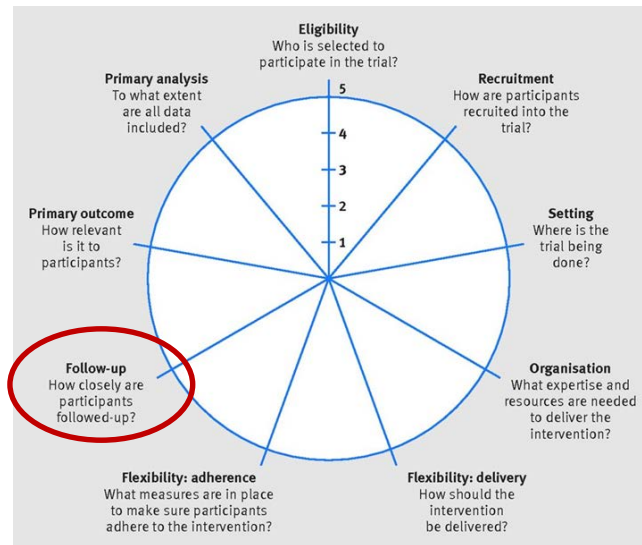 Eligibility
Who is selected to
participate in the trial?
Primary analysis
To what extent
are all data
included?
Recruitment
How are participants
recruited into the
trial?
5
4
3
2
1
Primary outcome
How relevant
is it to
participants?
Setting
Where is the
trial being
done?
Follow-up
How closely are
participants
followed-up?
Organisation
What expertise and
resources are needed
to deliver the
intervention?
Flexibility: adherence
What measures are in place
to make sure participants
adhere to the intervention?
Flexibility: delivery
How should the
intervention
be delivered?